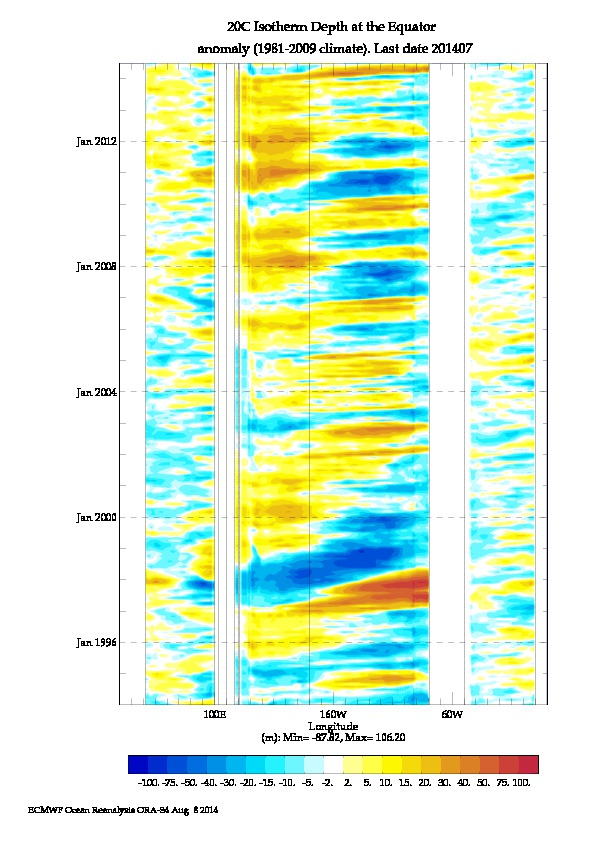 20C Isotherm Depth at the Equator
anomaly (1981-2009 climate). Last date 201407
Jan 2012
Jan 2008
Jan 2004
Jan 2000
Jan 1996
100E 160W 60W
Longitude
(m): Min= -87.82, Max= 106.20
-100. -75. -50. -40. -30. -20. -15. -10. -5. -2. 2. 5. 10. 15. 20. 30. 40. 50. 75. 100.
ECMWF Ocean Reanalysis ORA-S4 Aug 8 2014